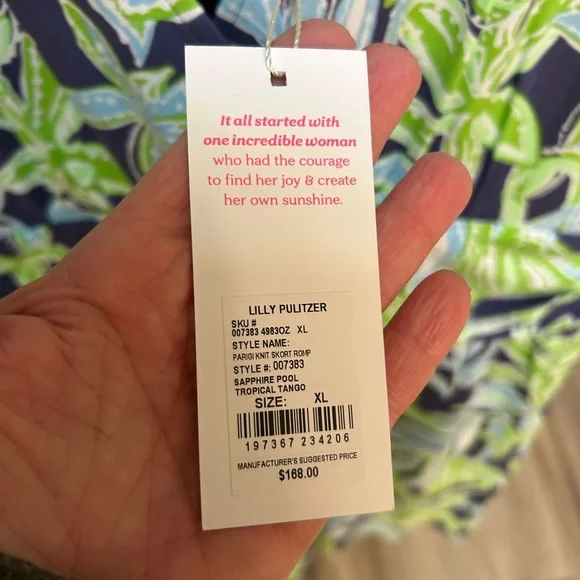 It all started with
one incredible woman
who had the courage
to find her joy & create
her own sunshine.
LILLY PULITZER
SKU #
007383 4983OZ XL
STYLE NAME:
PARIGI KNIT SKORT ROMP
STYLE #: 007383
SAPPHIRE POOL
TROPICAL TANGO
SIZE: XL
197367 234206
MANUFACTURER'S SUGGESTED PRICE
$168.00